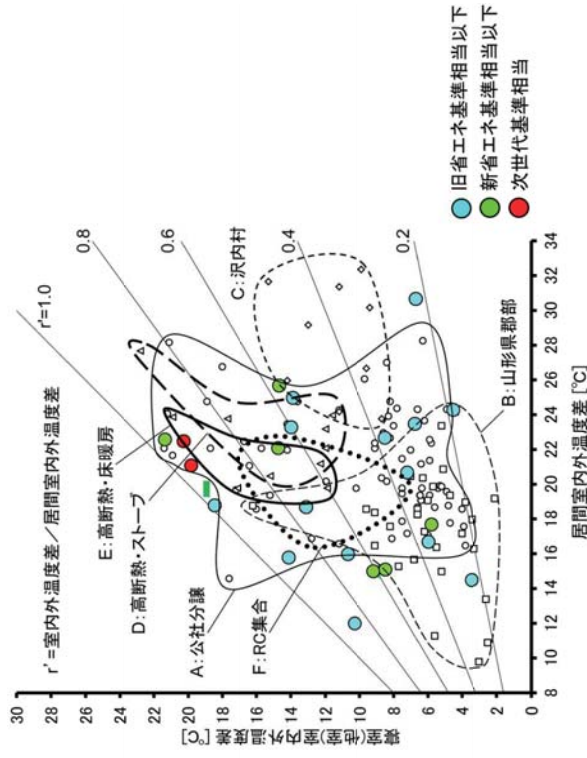 r'=室内外温度差／居間室内外温度差
r'=1.0
0.8
0.6
0.4
0.2
E:高断熱・床暖房
D:高断熱・ストーブ
A:公社分譲
F:RC集合
C:沢内村
B:山形県郡部
寝室(他室)室内外温度差[℃]
30
22
20
18
16
14
12
10
8
6
4
2
0
8
10
12
14
16
18
20
22
24
26
28
30
32
34
居間室内外温度差[℃]
旧省エネ基準相当以下
新省エネ基準相当以下
次世代基準相当